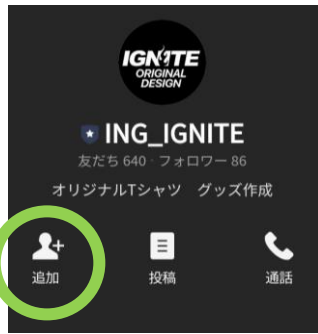 IGNITE
ORIGINAL
DESIGN
ING_IGNITE
友だち 640・フォロワー 86
オリジナルTシャツ　グッズ作成
追加
投稿
通話